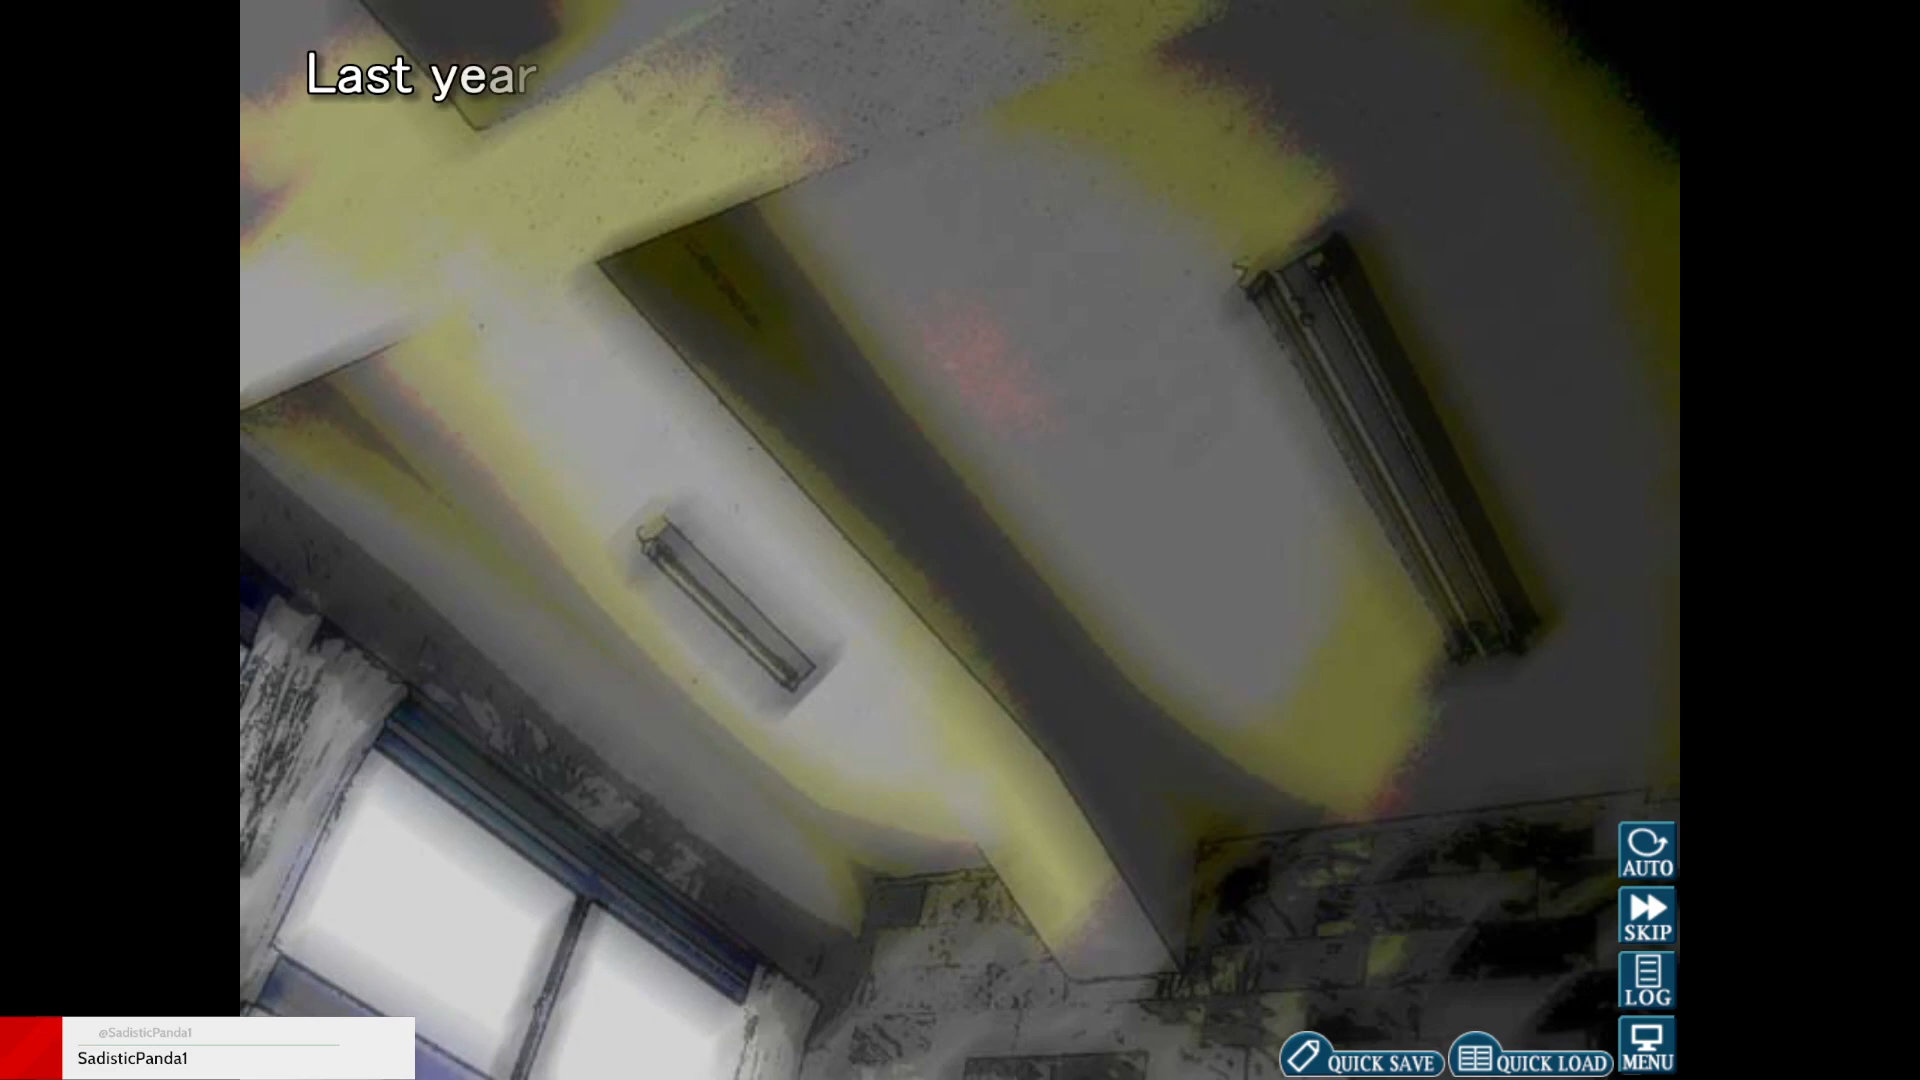 Last year
AUTO
SKIP
LOG
MENU
QUICK SAVE
QUICK LOAD
@SadisticPanda1
SadisticPanda1